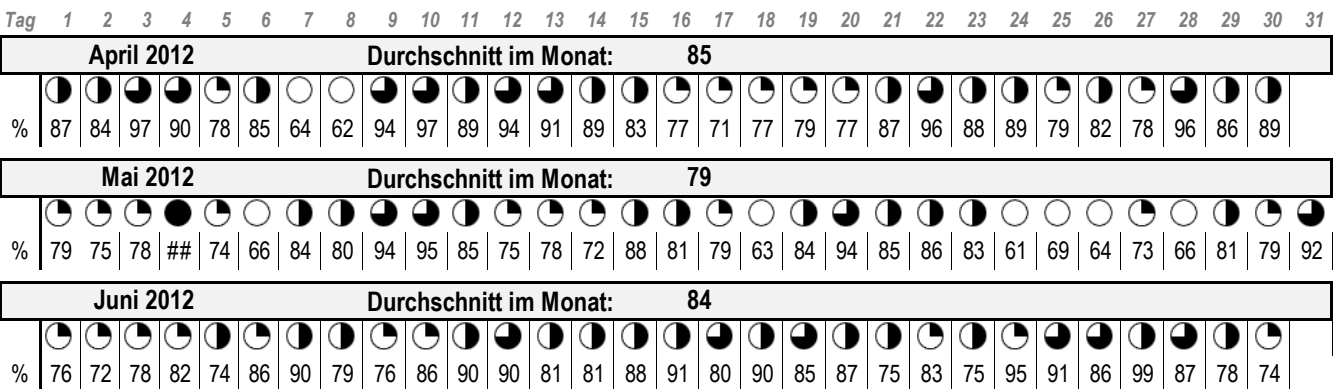 Tag 1 2 3 4 5 6 7 8 9 10 11 12 13 14 15 16 17 18 19 20 21 22 23 24 25 26 27 28 29 30 31
April 2012 Durchschnitt im Monat: 85
% 87 84 97 90 78 85 64 62 94 97 89 94 91 89 83 77 71 77 79 77 87 96 88 89 79 82 78 96 86 89
Mai 2012 Durchschnitt im Monat: 79
% 79 75 78 ## 74 66 84 80 94 95 85 75 78 72 88 81 79 63 84 94 85 86 83 61 69 64 73 66 81 79 92
Juni 2012 Durchschnitt im Monat: 84
% 76 72 78 82 74 86 90 79 76 86 90 90 81 81 88 91 80 90 85 87 75 83 75 95 91 86 99 87 78 74